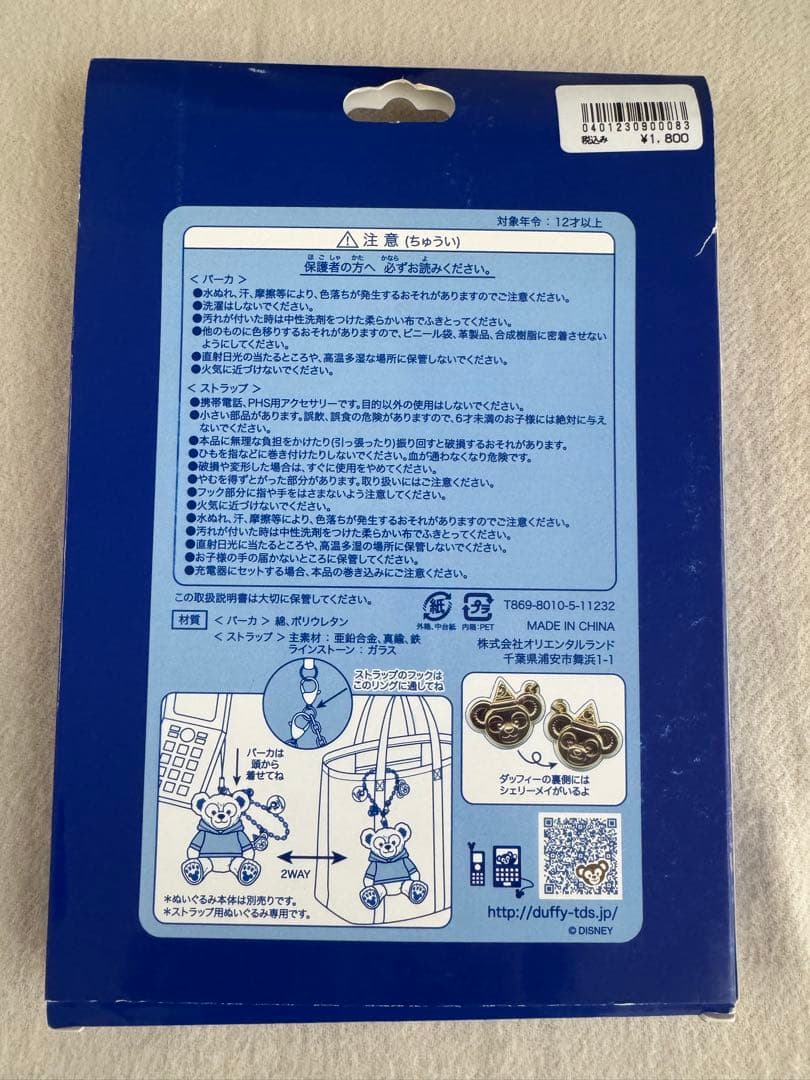 0401230900083
税込み ¥1,800
対象年令：12才以上
⚠注意(ちゅうい)
ほごしゃ かた かなら よ
保護者の方へ 必ずお読みください。
＜パーカ＞
●水ぬれ、汗、摩擦等により、色落ちが発生するおそれがありますのでご注意ください。
●洗濯はしないでください。
●汚れが付いた時は中性洗剤をつけた柔らかい布でふきとってください。
●他のものに色移りするおそれがありますので、ビニール袋、革製品、合成樹脂に密着させない
ようにしてください。
●直射日光の当たるところや、高温多湿な場所に保管しないでください。
●火気に近づけないでください。
＜ストラップ＞
●携帯電話、PHS用アクセサリーです。目的以外の使用はしないでください。
●小さい部品があります。誤飲、誤食の危険がありますので、6才未満のお子様には絶対に与え
ないでください。
●本品に無理な負担をかけたり(引っ張ったり)振り回すと破損するおそれがあります。
●ひもを指などに巻き付けたりしないでください。血が通わなくなり危険です。
●破損や変形した場合は、すぐに使用をやめてください。
●やむを得ずとがった部分があります。取り扱いにはご注意ください。
●フック部分に指や手をはさまないよう注意してください。
●火気に近づけないでください。
●水ぬれ、汗、摩擦等により、色落ちが発生するおそれがありますのでご注意ください。
●汚れが付いた時は中性洗剤をつけた柔らかい布でふきとってください。
●直射日光に当たるところや、高温多湿の場所に保管しないでください。
●お子様の手の届かないところに保管してください。
●充電器にセットする場合、本品の巻き込みにご注意ください。
この取扱説明書は大切に保管してください。
材質 ＜パーカ＞ 綿、ポリウレタン
＜ストラップ＞ 主素材：亜鉛合金、真鍮、鉄
ラインストーン：ガラス
紙
外箱、中台紙
プラ
内箱:PET
T869-8010-5-11232
MADE IN CHINA
株式会社オリエンタルランド
千葉県浦安市舞浜1-1
ストラップのフックは
このリングに通してね
パーカは
頭から
着せてね
2WAY
＊ぬいぐるみ本体は別売りです。
＊ストラップ用ぬいぐるみ専用です。
ダッフィーの裏側には
シェリーメイがいるよ
http://duffy-tds.jp/
© DISNEY